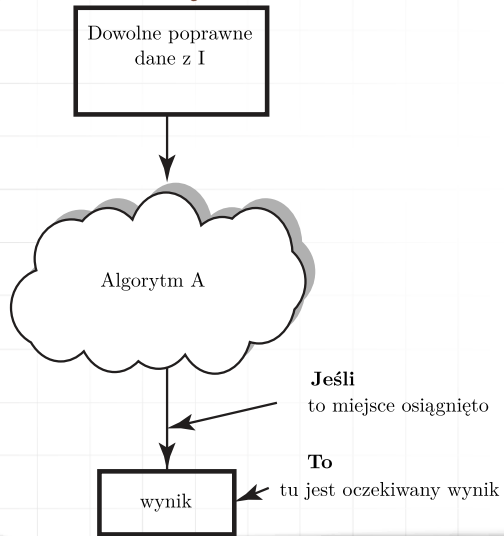 Dowolne poprawne
dane z I
Algorytm A
Jeśli
to miejsce osiągnięto
To
tu jest oczekiwany wynik
wynik